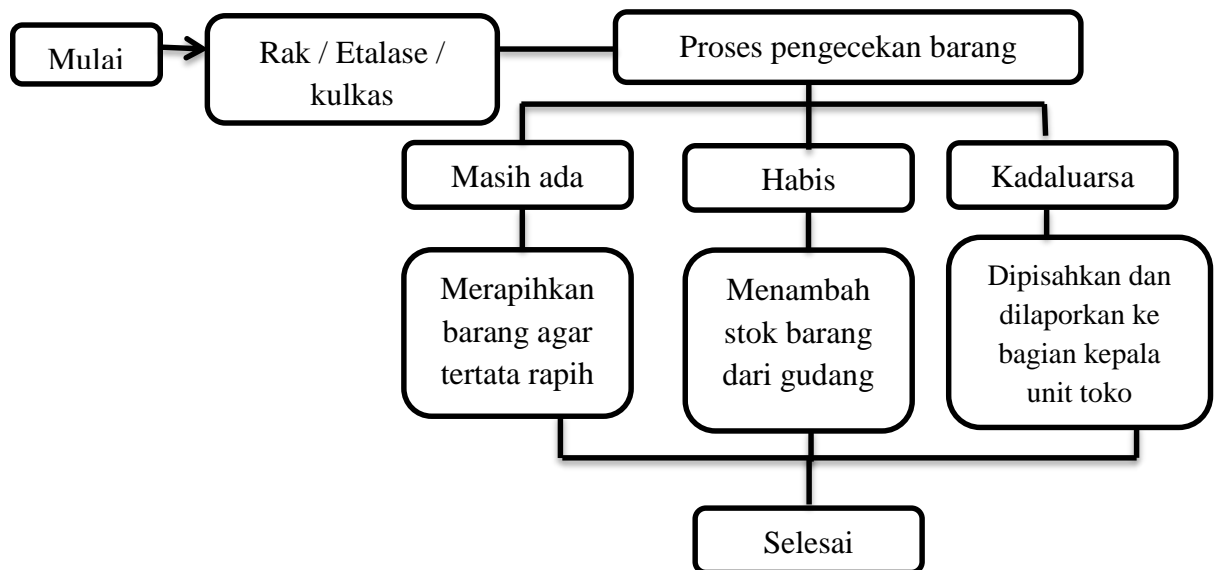 Mulai
Rak / Etalase /
kulkas
Proses pengecekan barang
Masih ada
Habis
Kadaluarsa
Merapihkan
barang agar
tertata rapih
Menambah
stok barang
dari gudang
Dipisahkan dan
dilaporkan ke
bagian kepala
unit toko
Selesai